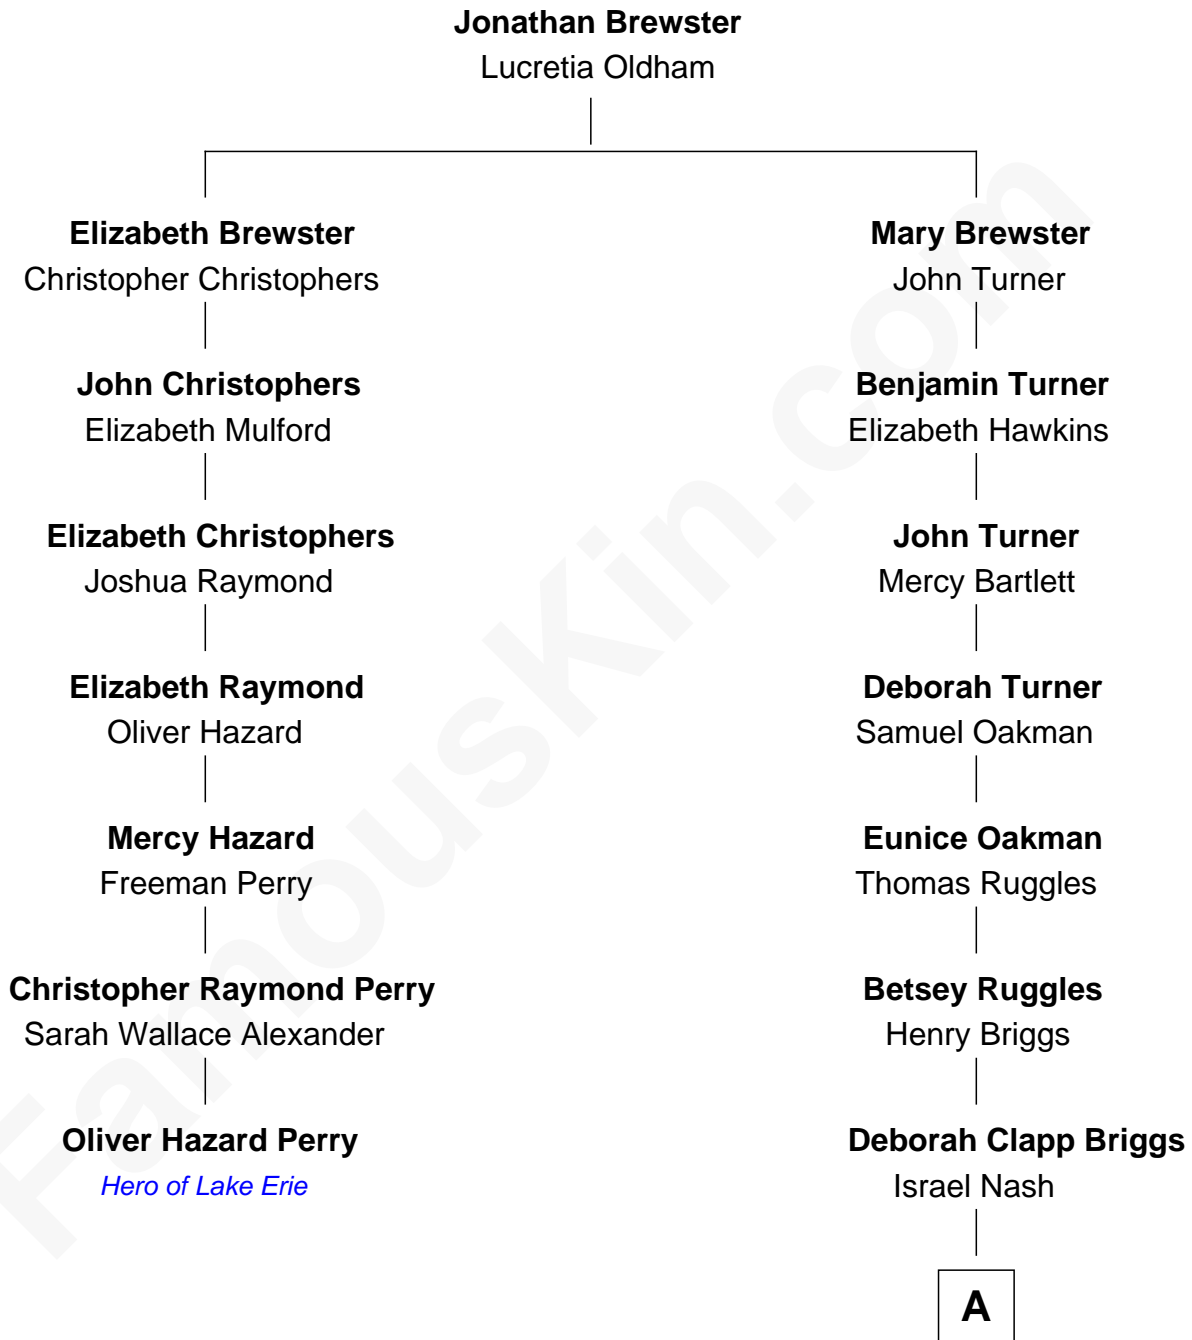 Jonathan Brewster
Lucretia Oldham
Elizabeth Brewster
Christopher Christophers
Mary Brewster
John Turner
John Christophers
Elizabeth Mulford
Benjamin Turner
Elizabeth Hawkins
Elizabeth Christophers
Joshua Raymond
John Turner
Mercy Bartlett
Elizabeth Raymond
Oliver Hazard
Deborah Turner
Samuel Oakman
Mercy Hazard
Freeman Perry
Eunice Oakman
Thomas Ruggles
Christopher Raymond Perry
Sarah Wallace Alexander
Betsey Ruggles
Henry Briggs
Oliver Hazard Perry
Hero of Lake Erie
Deborah Clapp Briggs
Israel Nash
A
FamousKin.com